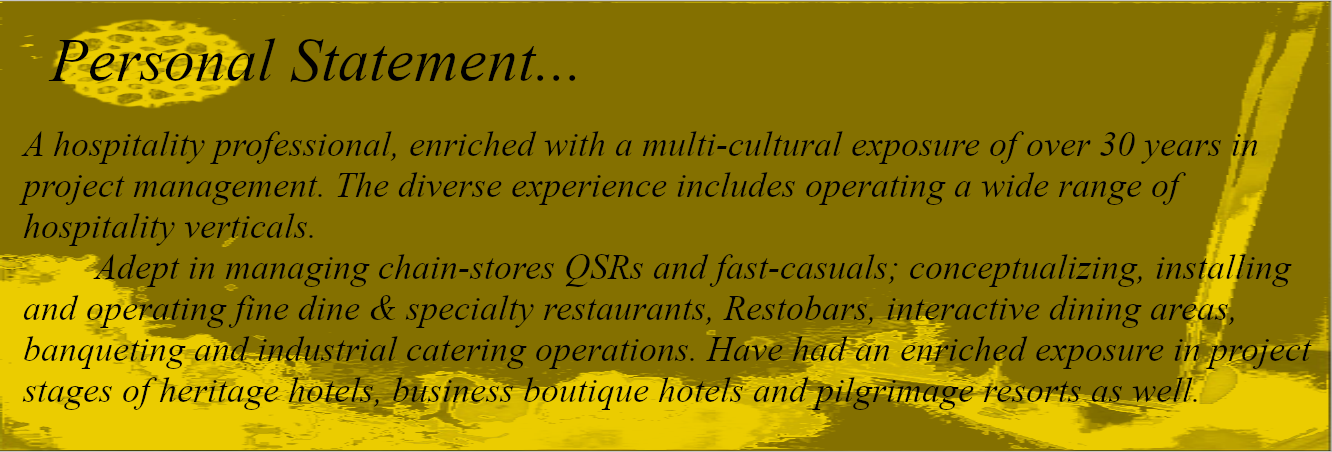 Personal Statement...
A hospitality professional, enriched with a multi-cultural exposure of over 30 years in
project management. The diverse experience includes operating a wide range of
hospitality verticals.
Adept in managing chain-stores QSRs and fast-casuals; conceptualizing, installing
and operating fine dine & specialty restaurants, Restobars, interactive dining areas,
banqueting and industrial catering operations. Have had an enriched exposure in project
stages of heritage hotels, business boutique hotels and pilgrimage resorts as well.